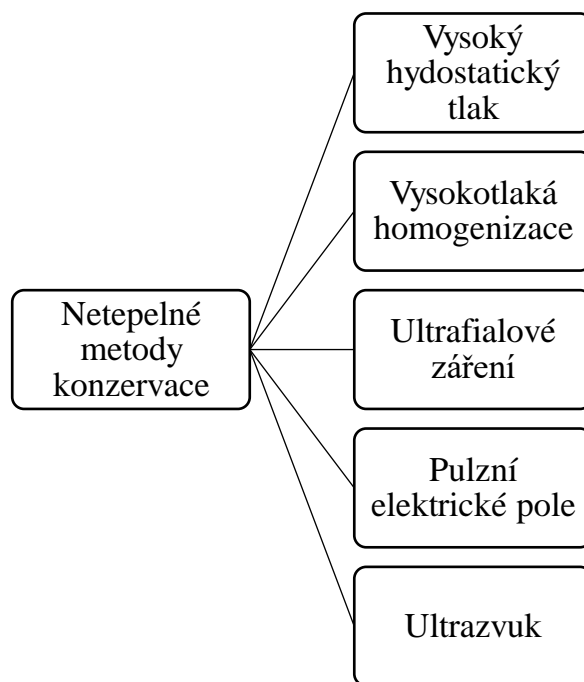 Vysoký
hydostatický
tlak
Vysokotlaká
homogenizace
Netepelné
metody
konzervace
Ultrafialové
záření
Pulzní
elektrické pole
Ultrazvuk